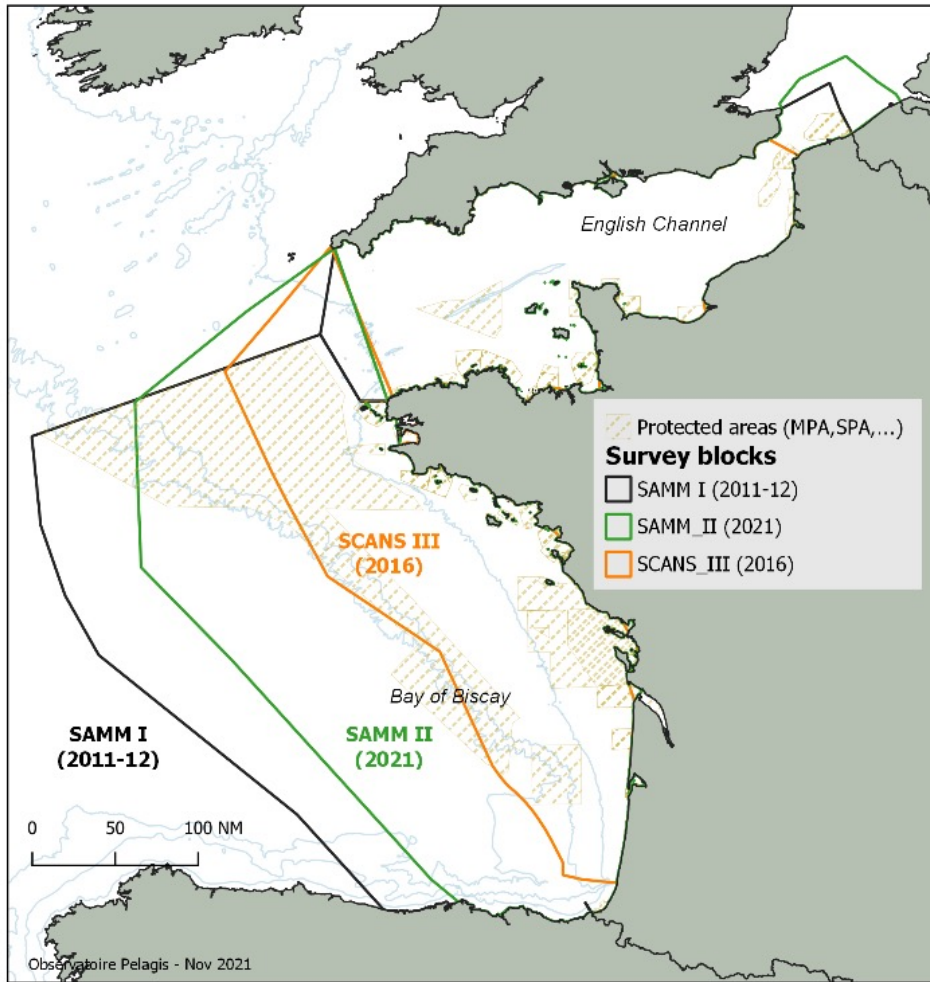 English Channel
Protected areas (MPA,SPA,...)
Survey blocks
SAMM I (2011-12)
SAMM_II (2021)
SCANS_III (2016)
SCANS III
(2016)
Bay of Biscay
SAMM I
(2011-12)
SAMM II
(2021)
0 50 100 NM
Observatoire Pelagis - Nov 2021